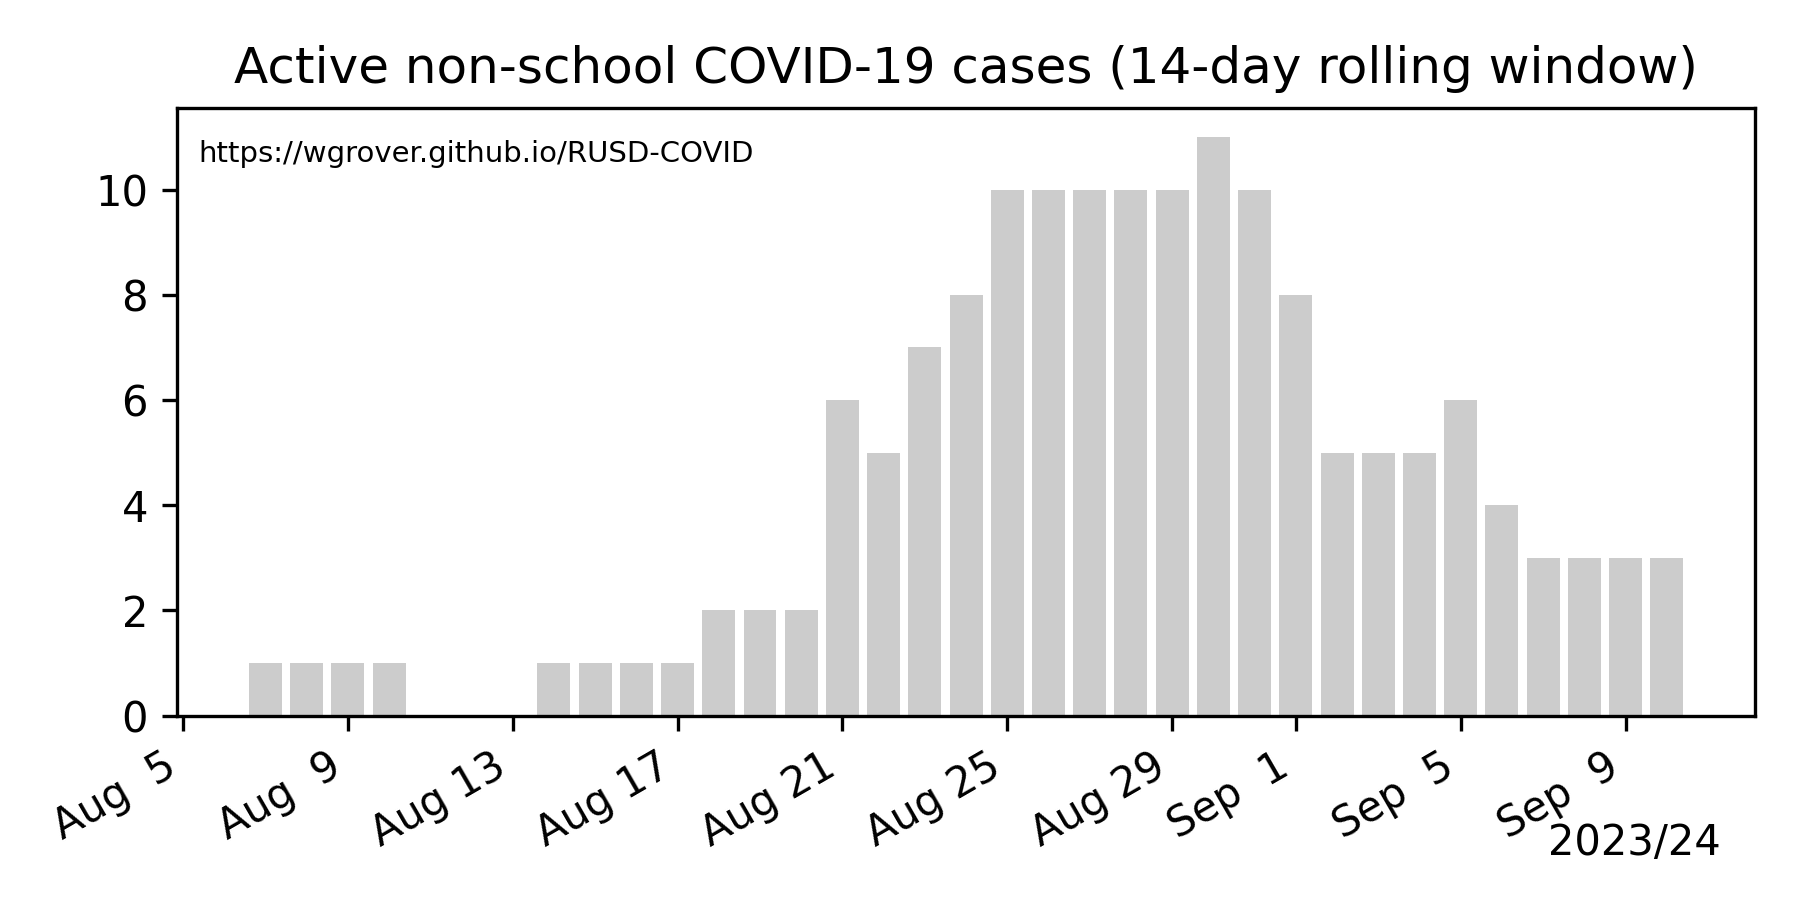 Active non-school COVID-19 cases (14-day rolling window)
https://wgrover.github.io/RUSD-COVID
10
8
6
4
2
0
Aug 5
Aug 9
Aug 13
Aug 17
Aug 21
Aug 25
Aug 29
Sep 1
Sep 5
Sep 9
2023/24